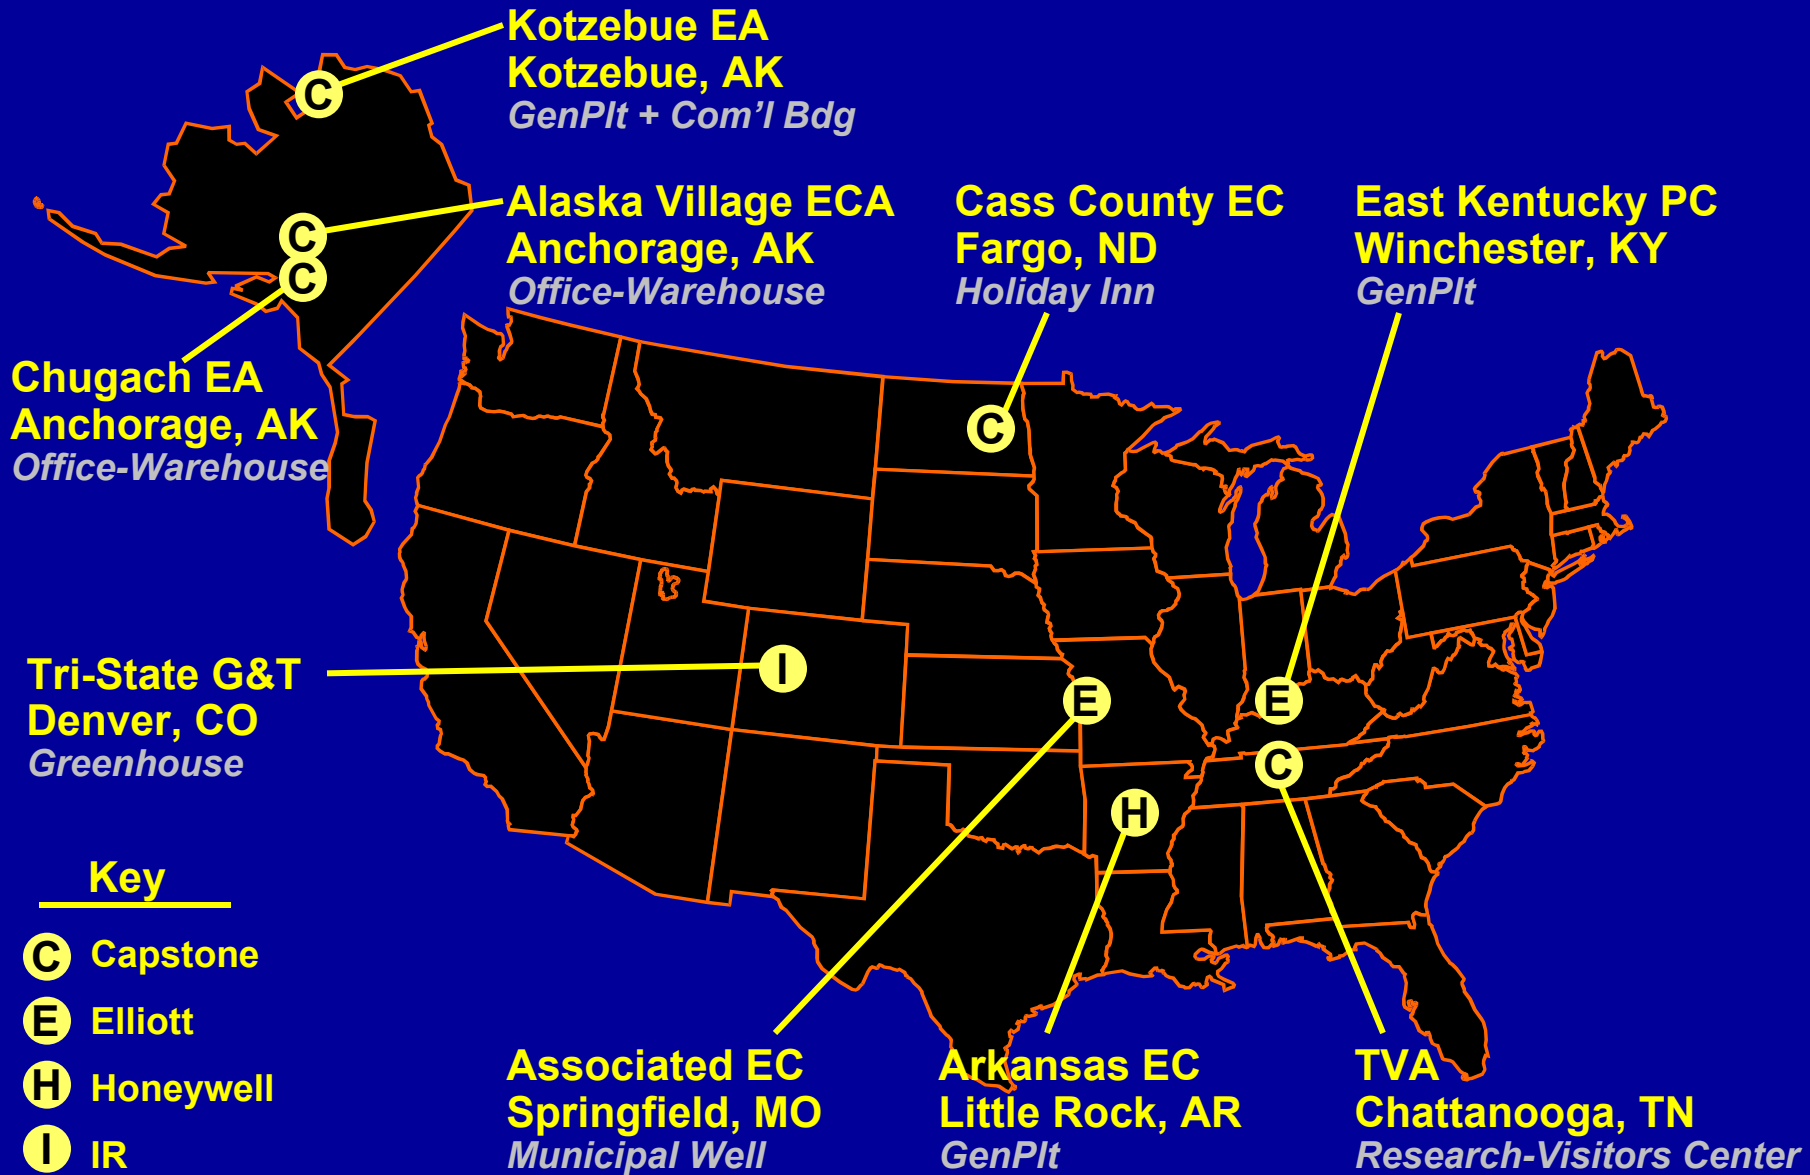 Kotzebue EA
Kotzebue, AK
GenPlt + Com'l Bdg
C
Alaska Village ECA
Anchorage, AK
Office-Warehouse
C
Cass County EC
Fargo, ND
Holiday Inn
C
East Kentucky PC
Winchester, KY
GenPlt
E
C
Chugach EA
Anchorage, AK
Office-Warehouse
Tri-State G&T
Denver, CO
Greenhouse
I
E
C
H
Key
C Capstone
E Elliott
H Honeywell
I IR
Associated EC
Springfield, MO
Municipal Well
Arkansas EC
Little Rock, AR
GenPlt
TVA
Chattanooga, TN
Research-Visitors Center